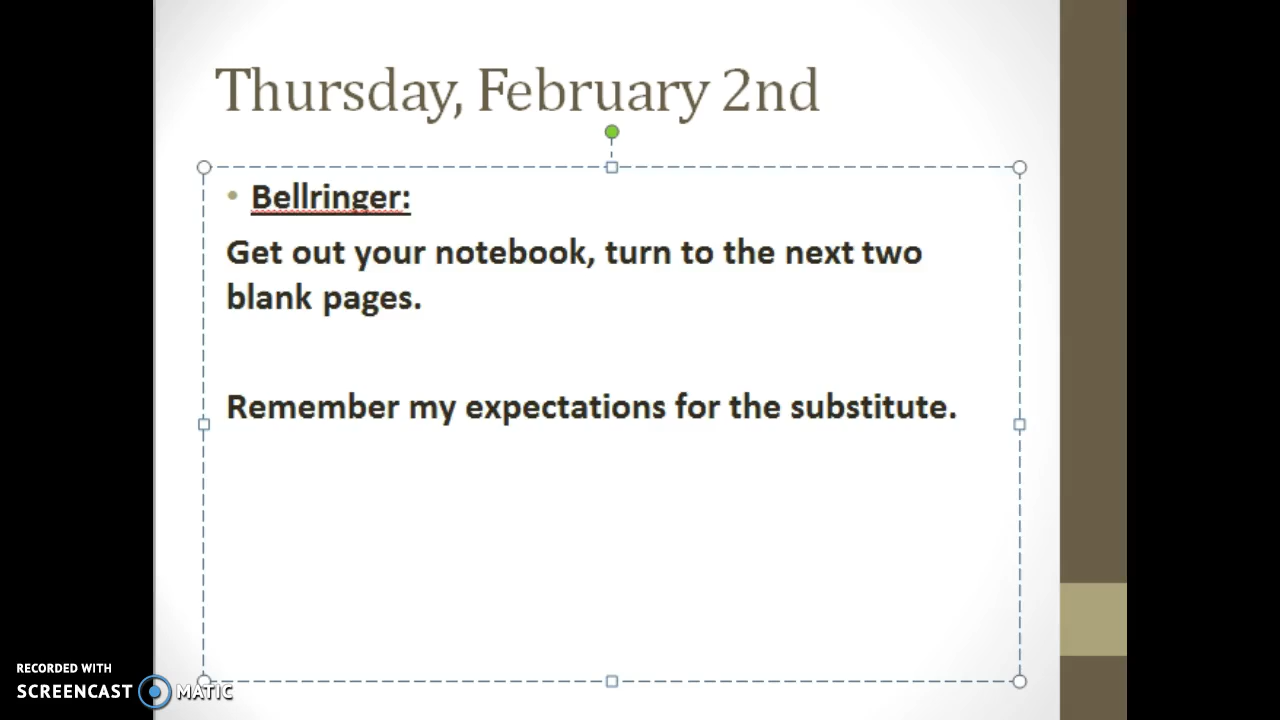 Thursday, February 2nd
• Bellringer:
Get out your notebook, turn to the next two
blank pages.
Remember my expectations for the substitute.
RECORDED WITH
SCREENCAST MATIC